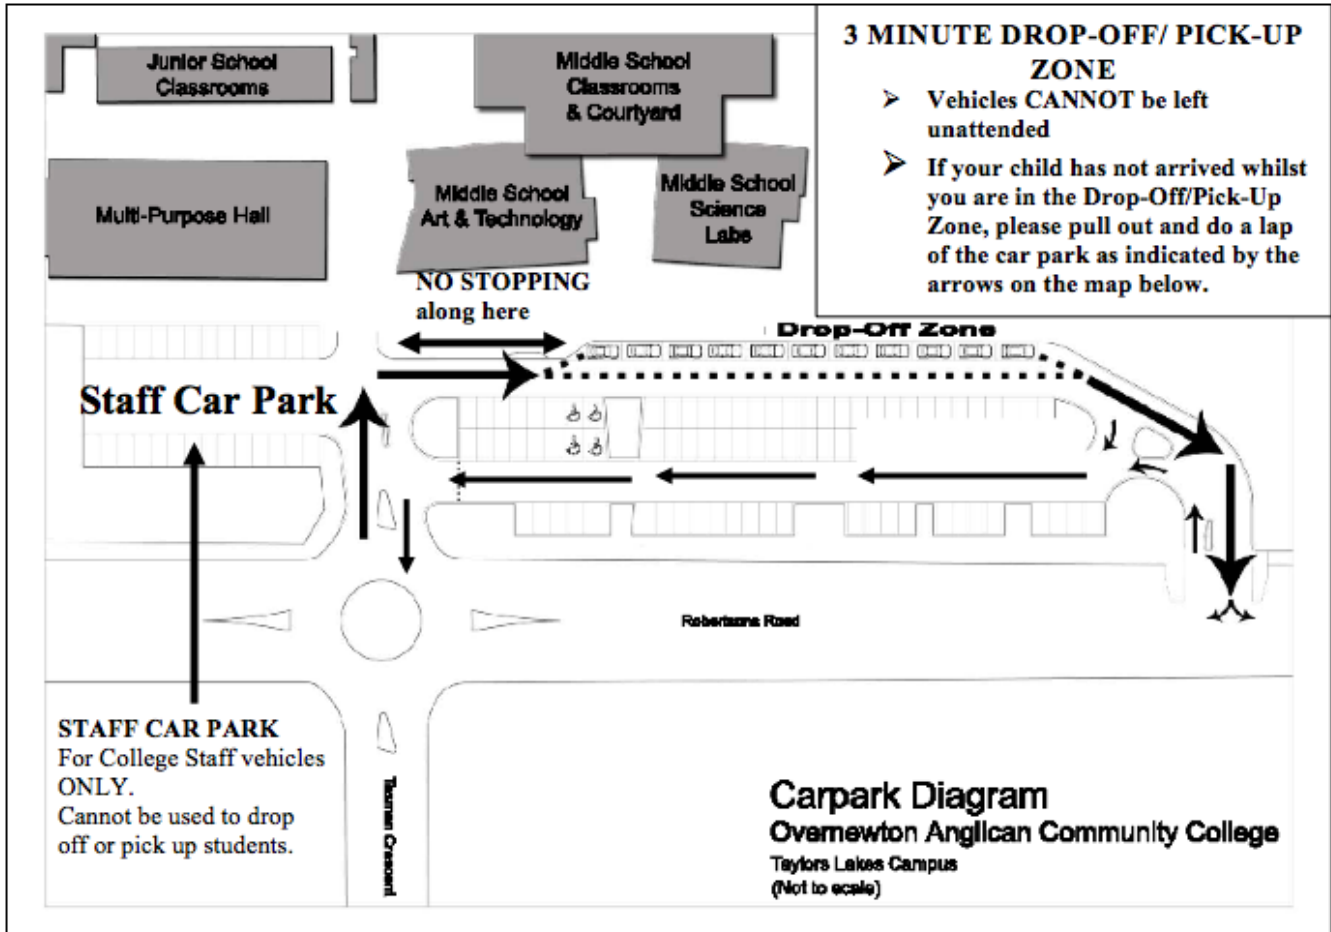 3 MINUTE DROP-OFF/ PICK-UP
ZONE
➤ Vehicles CANNOT be left
unattended
➤ If your child has not arrived whilst
you are in the Drop-Off/Pick-Up
Zone, please pull out and do a lap
of the car park as indicated by the
arrows on the map below.
Junior School
Classrooms
Middle School
Classrooms
& Courtyard
Multi-Purpose Hall
Middle School
Art & Technology
Middle School
Science
Labs
NO STOPPING
along here
Drop-Off Zone
Staff Car Park
Robertsons Road
STAFF CAR PARK
For College Staff vehicles
ONLY.
Cannot be used to drop
off or pick up students.
Tasman Crescent
Carpark Diagram
Overnewton Anglican Community College
Taylors Lakes Campus
(Not to scale)